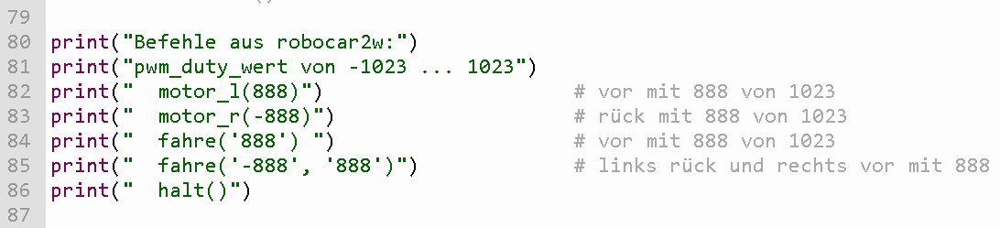 79
80 print("Befehle aus robocar2w:")
81 print("pwm_duty_wert von -1023 ... 1023")
82 print("  motor_l(888)") # vor mit 888 von 1023
83 print("  motor_r(-888)") # rück mit 888 von 1023
84 print("  fahre('888') ") # vor mit 888 von 1023
85 print("  fahre('-888', '888')") # links rück und rechts vor mit 888
86 print("  halt()")
87